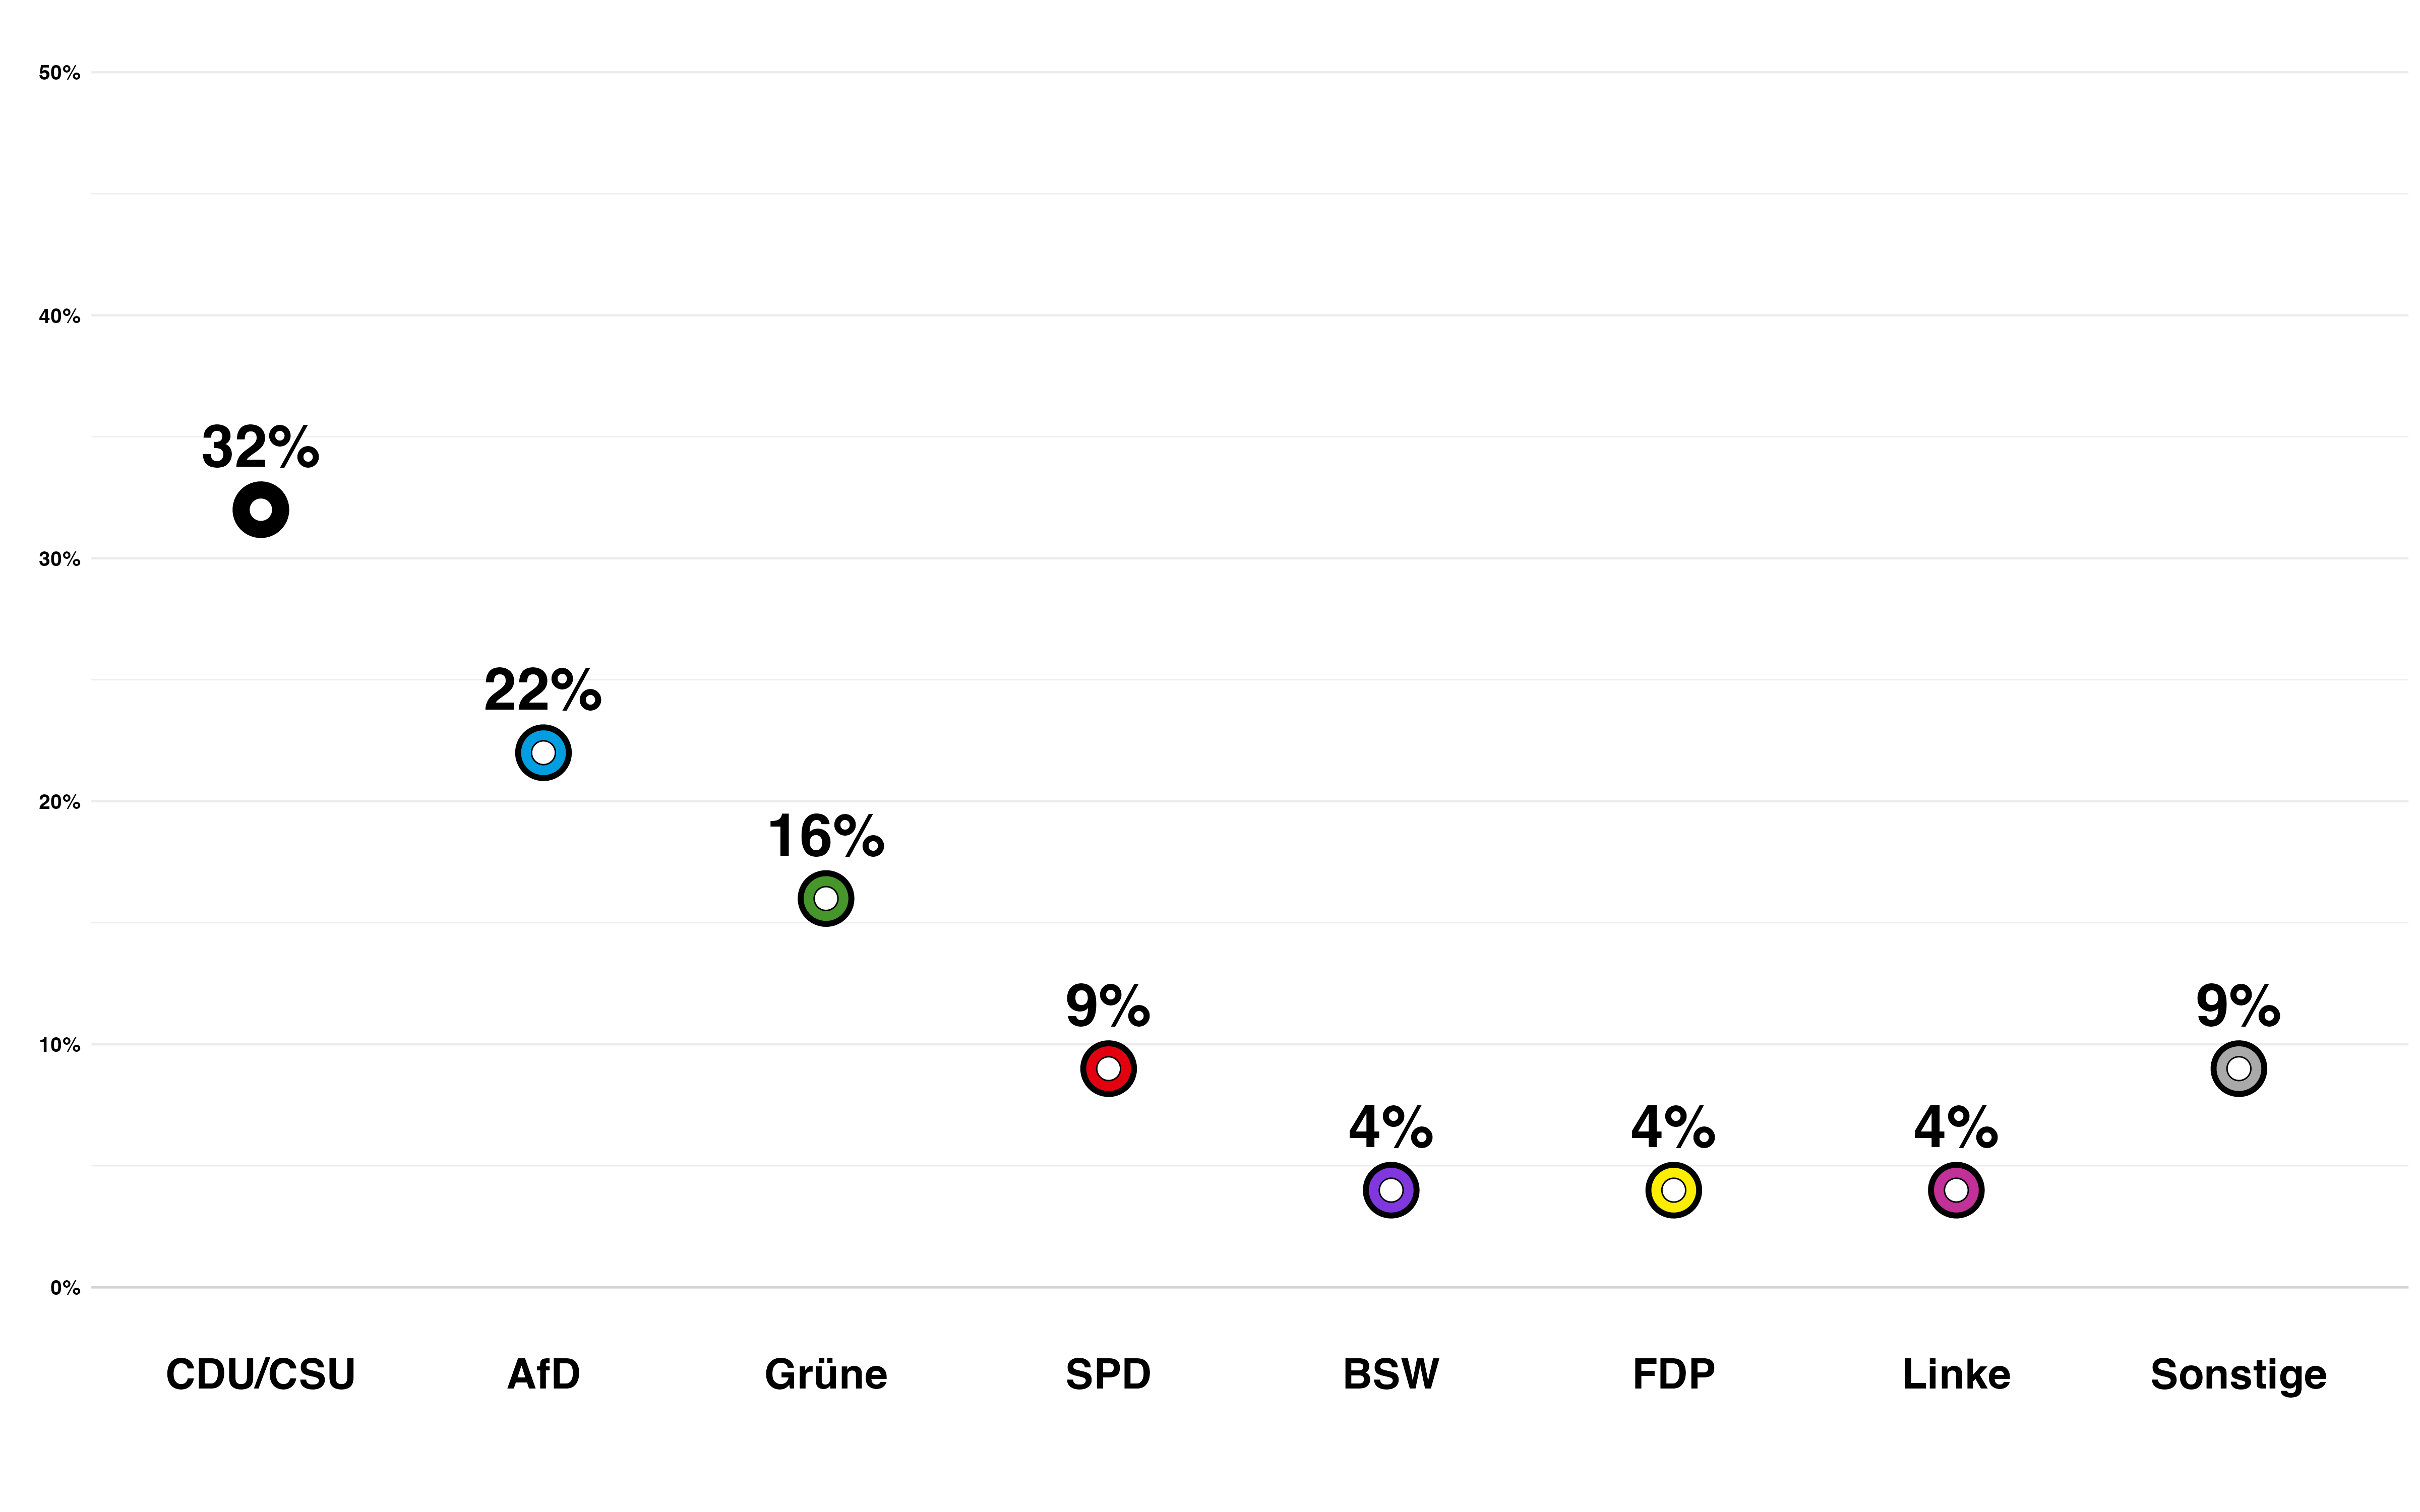 50%
40%
30%
20%
10%
0%
32%
22%
16%
9%
4%
4%
4%
9%
CDU/CSU
AfD
Grüne
SPD
BSW
FDP
Linke
Sonstige